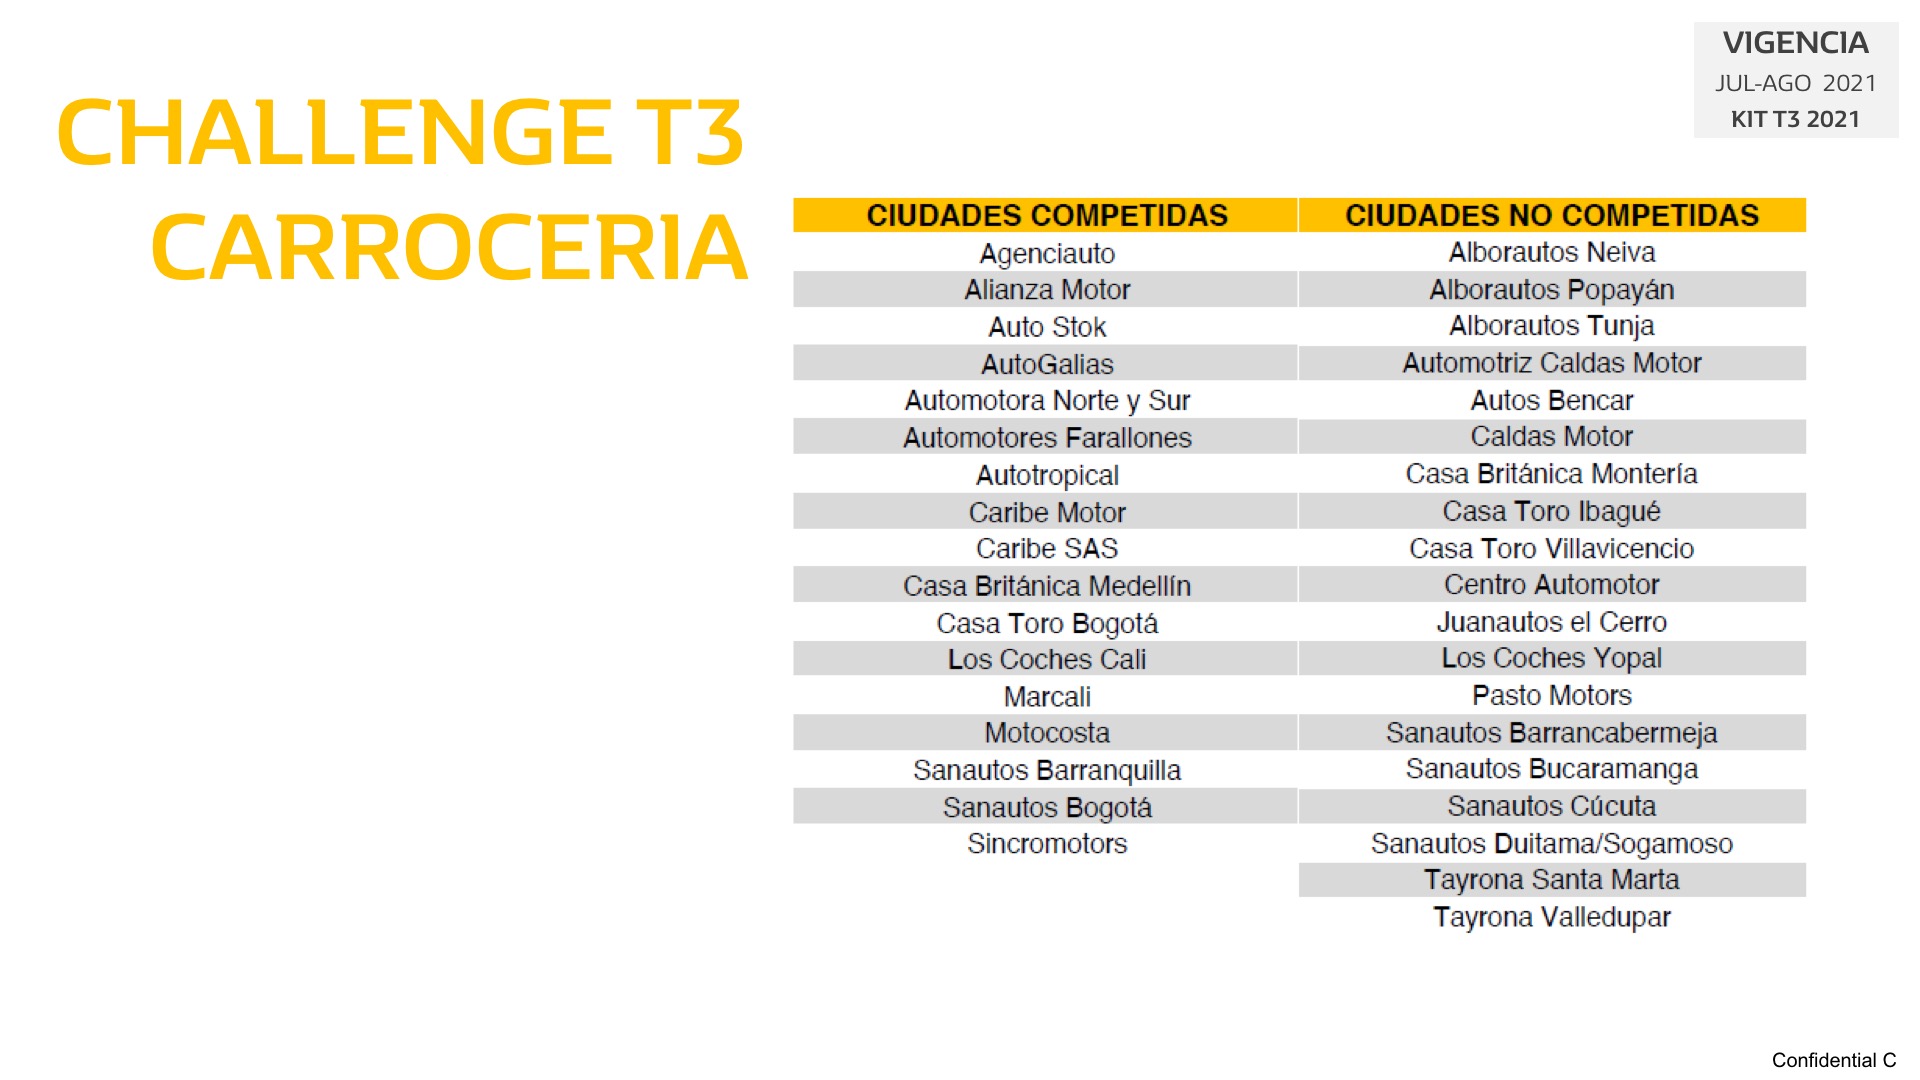 VIGENCIA
JUL-AGO 2021
KIT T3 2021
CHALLENGE T3
CARROCERIA
CIUDADES COMPETIDAS CIUDADES NO COMPETIDAS
Agenciauto Alborautos Neiva
Alianza Motor Alborautos Popayán
Auto Stok Alborautos Tunja
AutoGalias Automotriz Caldas Motor
Automotora Norte y Sur Autos Bencar
Automotores Farallones Caldas Motor
Autotropical Casa Británica Montería
Caribe Motor Casa Toro Ibagué
Caribe SAS Casa Toro Villavicencio
Casa Británica Medellín Centro Automotor
Casa Toro Bogotá Juanautos el Cerro
Los Coches Cali Los Coches Yopal
Marcali Pasto Motors
Motocosta Sanautos Barrancabermeja
Sanautos Barranquilla Sanautos Bucaramanga
Sanautos Bogotá Sanautos Cúcuta
Sincromotors Sanautos Duitama/Sogamoso
Tayrona Santa Marta
Tayrona Valledupar
Confidential C